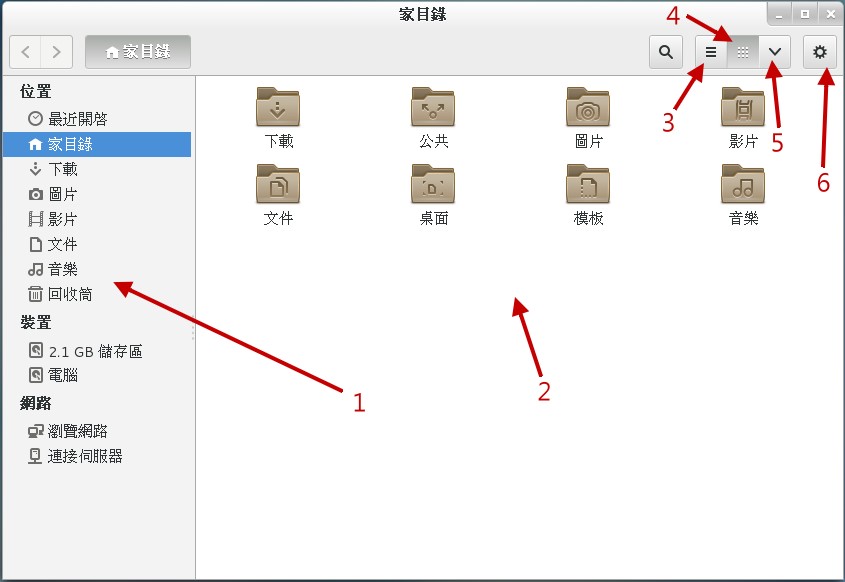 家目錄
4
家目錄
3
5
6
位置
最近開啓
家目錄
下載
圖片
影片
文件
音樂
回收筒
裝置
2.1 GB 儲存區
電腦
網路
瀏覽網路
連接伺服器
下載
公共
圖片
影片
文件
桌面
模板
音樂
1
2